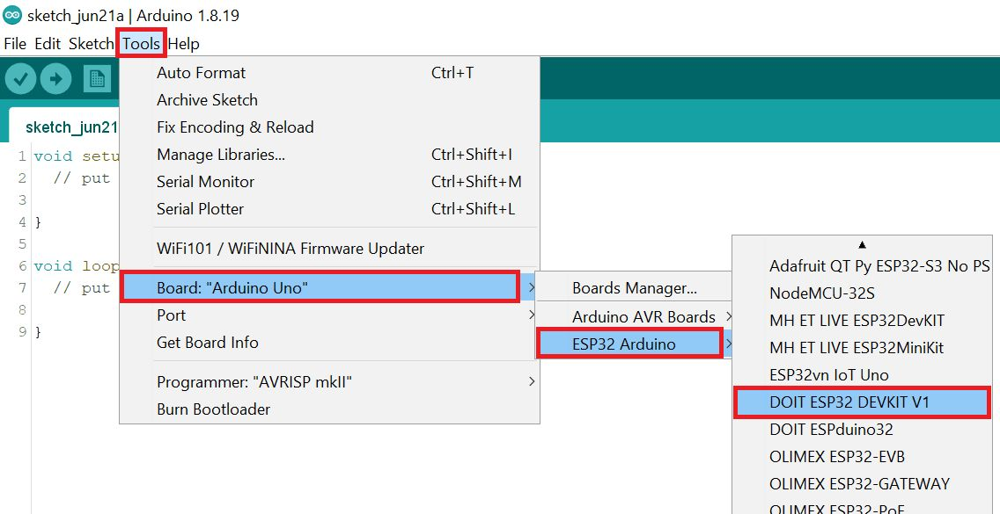 sketch_jun21a | Arduino 1.8.19
File Edit Sketch Tools Help
Auto Format Ctrl+T
Archive Sketch
Fix Encoding & Reload
Manage Libraries... Ctrl+Shift+I
Serial Monitor Ctrl+Shift+M
Serial Plotter Ctrl+Shift+L
WiFi101 / WiFiNINA Firmware Updater
Board: "Arduino Uno"
Port
Get Board Info
Programmer: "AVRISP mkII"
Burn Bootloader
sketch_jun21
1 void setu
2 // put
3
4 }
5
6 void loop
7 // put
8
9 }
Boards Manager...
Arduino AVR Boards
ESP32 Arduino
Adafruit QT Py ESP32-S3 No PS
NodeMCU-32S
MH ET LIVE ESP32DevKIT
MH ET LIVE ESP32MiniKit
ESP32vn IoT Uno
DOIT ESP32 DEVKIT V1
DOIT ESPduino32
OLIMEX ESP32-EVB
OLIMEX ESP32-GATEWAY
OLIMEX ESP32-PoE